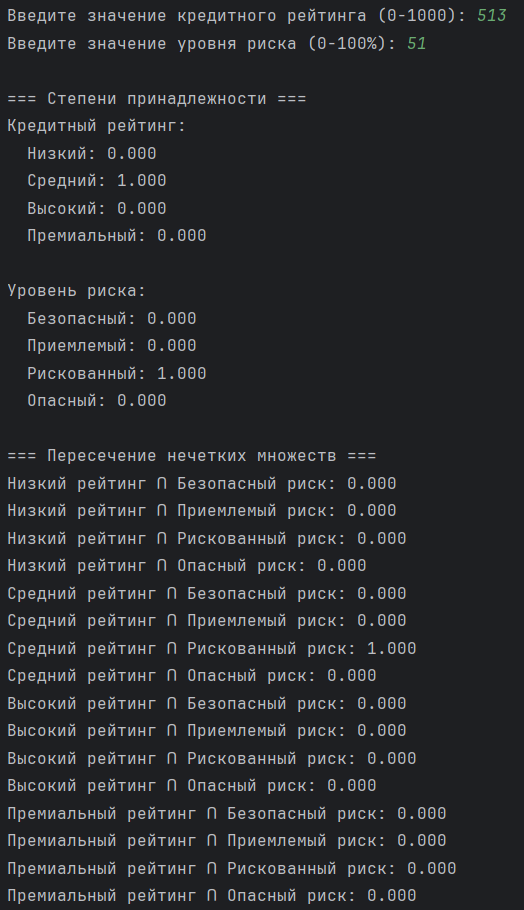 Введите значение кредитного рейтинга (0-1000): 513
Введите значение уровня риска (0-100%): 51
=== Степени принадлежности ===
Кредитный рейтинг:
Низкий: 0.000
Средний: 1.000
Высокий: 0.000
Премиальный: 0.000
Уровень риска:
Безопасный: 0.000
Приемлемый: 0.000
Рискованный: 1.000
Опасный: 0.000
=== Пересечение нечетких множеств ===
Низкий рейтинг ∩ Безопасный риск: 0.000
Низкий рейтинг ∩ Приемлемый риск: 0.000
Низкий рейтинг ∩ Рискованный риск: 0.000
Низкий рейтинг ∩ Опасный риск: 0.000
Средний рейтинг ∩ Безопасный риск: 0.000
Средний рейтинг ∩ Приемлемый риск: 0.000
Средний рейтинг ∩ Рискованный риск: 1.000
Средний рейтинг ∩ Опасный риск: 0.000
Высокий рейтинг ∩ Безопасный риск: 0.000
Высокий рейтинг ∩ Приемлемый риск: 0.000
Высокий рейтинг ∩ Рискованный риск: 0.000
Высокий рейтинг ∩ Опасный риск: 0.000
Премиальный рейтинг ∩ Безопасный риск: 0.000
Премиальный рейтинг ∩ Приемлемый риск: 0.000
Премиальный рейтинг ∩ Рискованный риск: 0.000
Премиальный рейтинг ∩ Опасный риск: 0.000